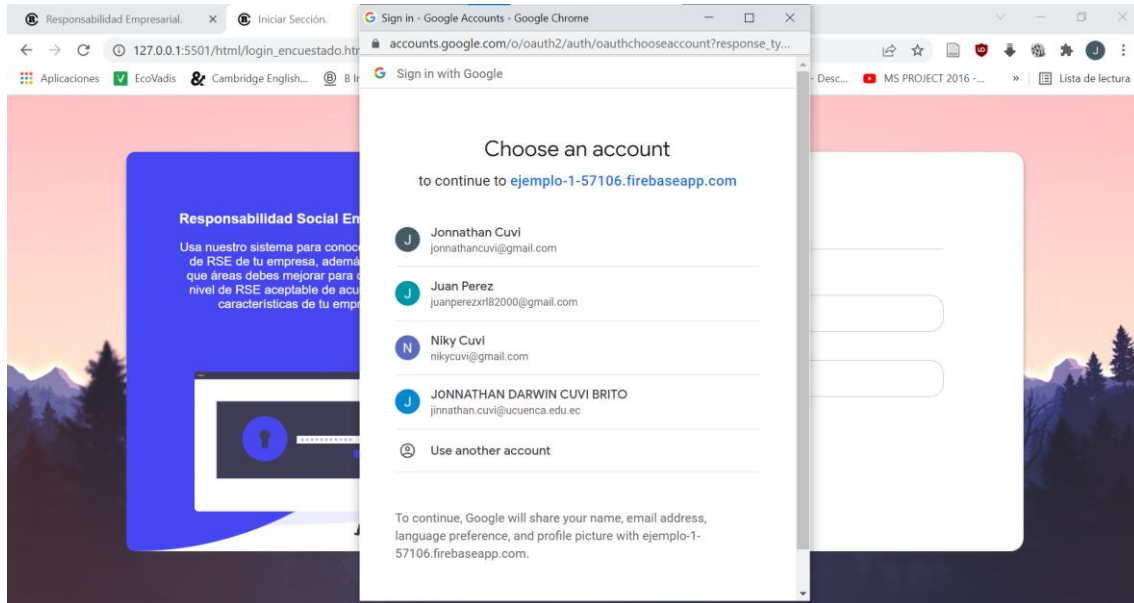 Responsabilidad Empresarial.
Iniciar Sección.
127.0.0.1:5501/html/login_encuestado.htr
Aplicaciones
EcoVadis
Cambridge English...
B Ir
Sign in - Google Accounts - Google Chrome
accounts.google.com/o/oauth2/auth/oauthchooseaccount?response_ty...
J
- Desc...
MS PROJECT 2016 -...
»
Lista de lectura
Responsabilidad Social Em
Usa nuestro sistema para conoce
de RSE de tu empresa, además
que áreas debes mejorar para
nivel de RSE aceptable de acu
características de tu empr
Sign in with Google
Choose an account
to continue to ejemplo-1-57106.firebaseapp.com
J
Jonnathan Cuvi
jonnathancuvi@gmail.com
J
Juan Perez
juanperezxrl82000@gmail.com
N
Niky Cuvi
nikycuvi@gmail.com
J
JONNATHAN DARWIN CUVI BRITO
jinnathan.cuvi@ucuenca.edu.ec
Use another account
To continue, Google will share your name, email address,
language preference, and profile picture with ejemplo-1-
57106.firebaseapp.com.